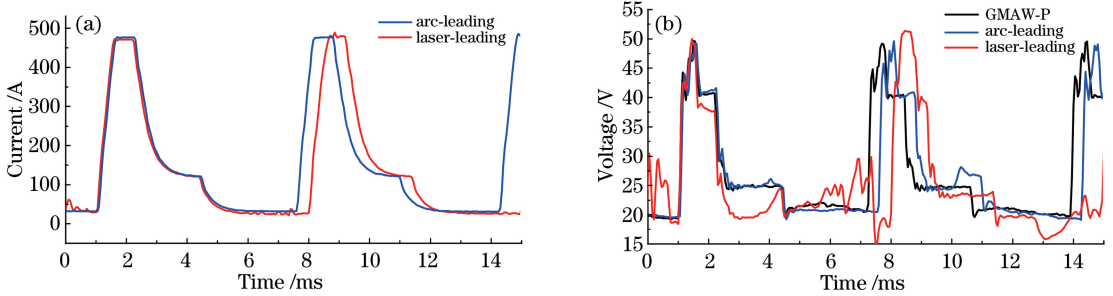 (a)
arc-leading
laser-leading
500
400
300
200
100
0
Current /A
0 2 4 6 8 10 12 14
Time /ms
(b)
GMAW-P
arc-leading
laser-leading
55
50
45
40
35
30
25
20
15
Voltage /V
0 2 4 6 8 10 12 14
Time /ms